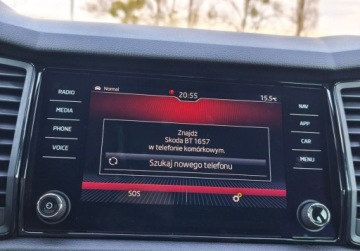 Normal
20:55
15.5°C
RADIO
MEDIA
PHONE
VOICE
Znajdź
Skoda BT 1657
w telefonie komórkowym.
Szukaj nowego telefonu
SOS
NAV
APP
CAR
MENU